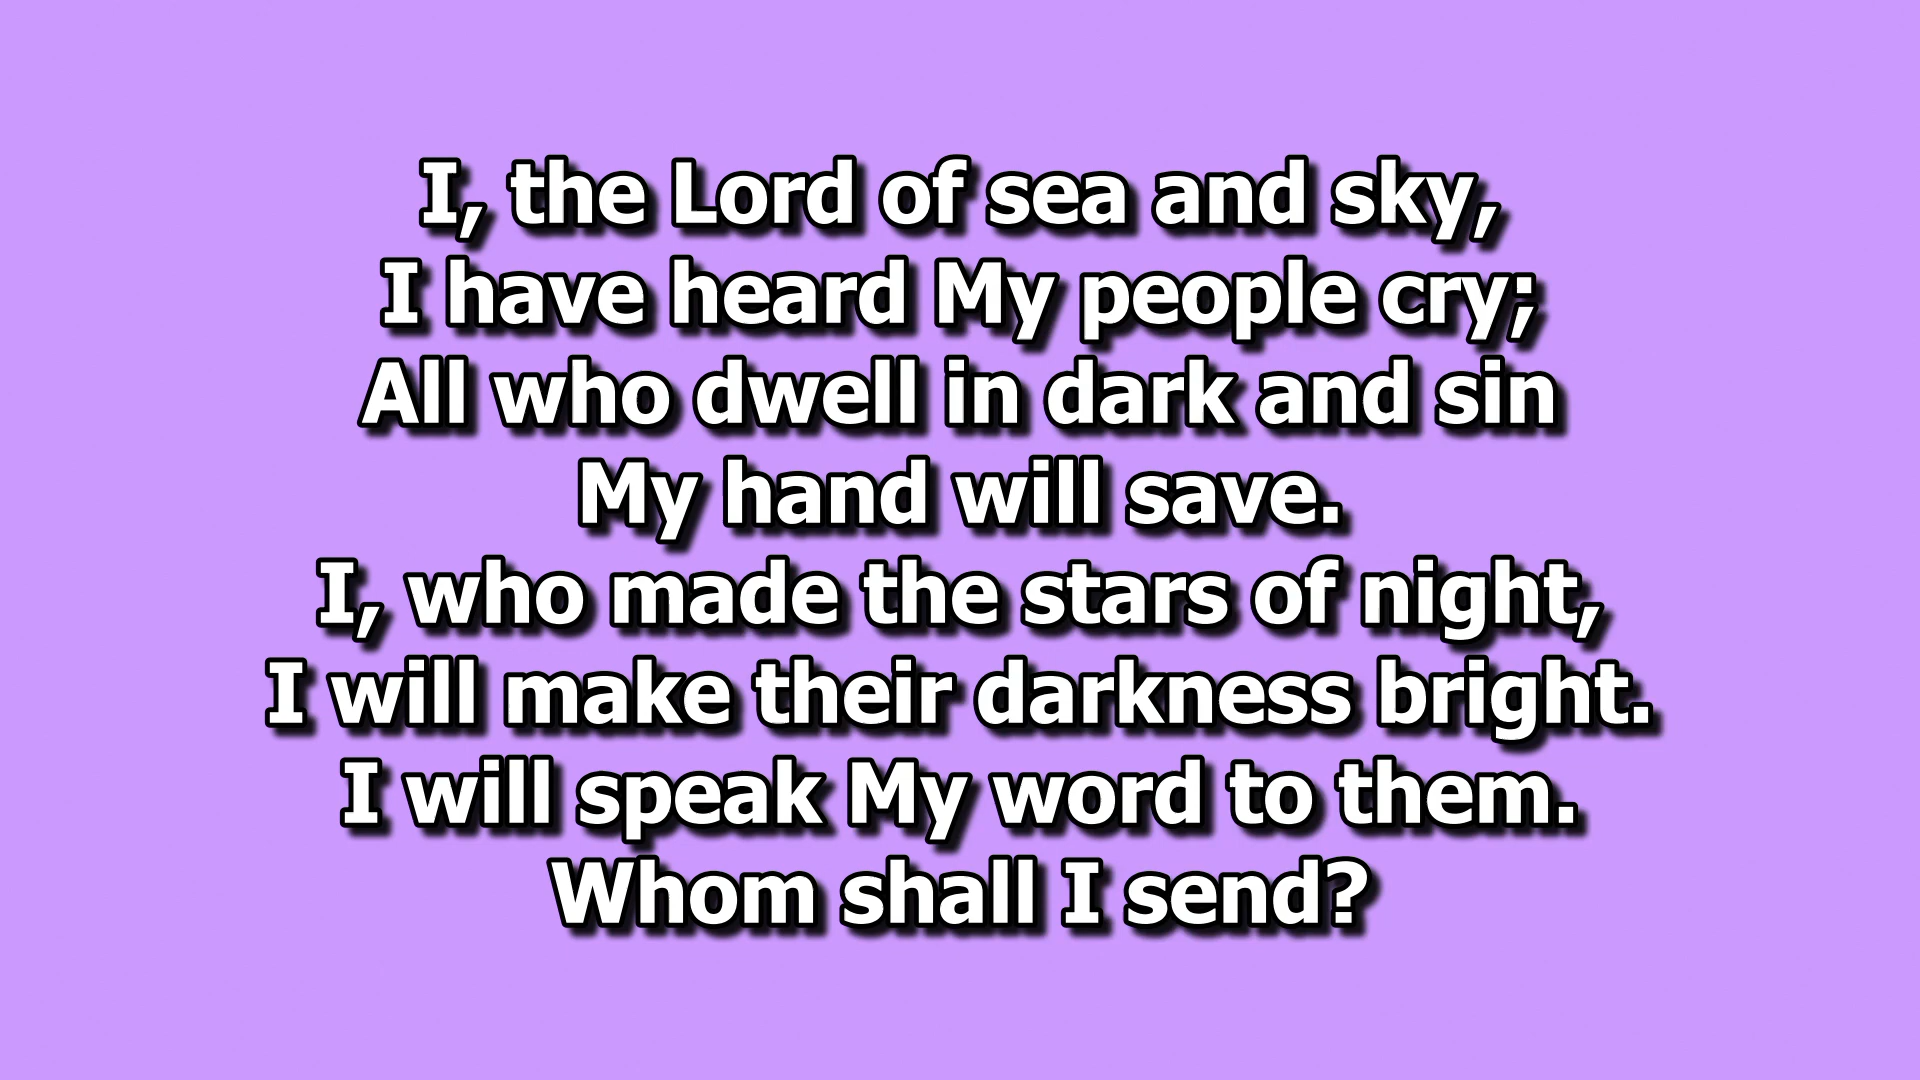 I, the Lord of sea and sky,
I have heard My people cry;
All who dwell in dark and sin
My hand will save.
I, who made the stars of night,
I will make their darkness bright.
I will speak My word to them.
Whom shall I send?